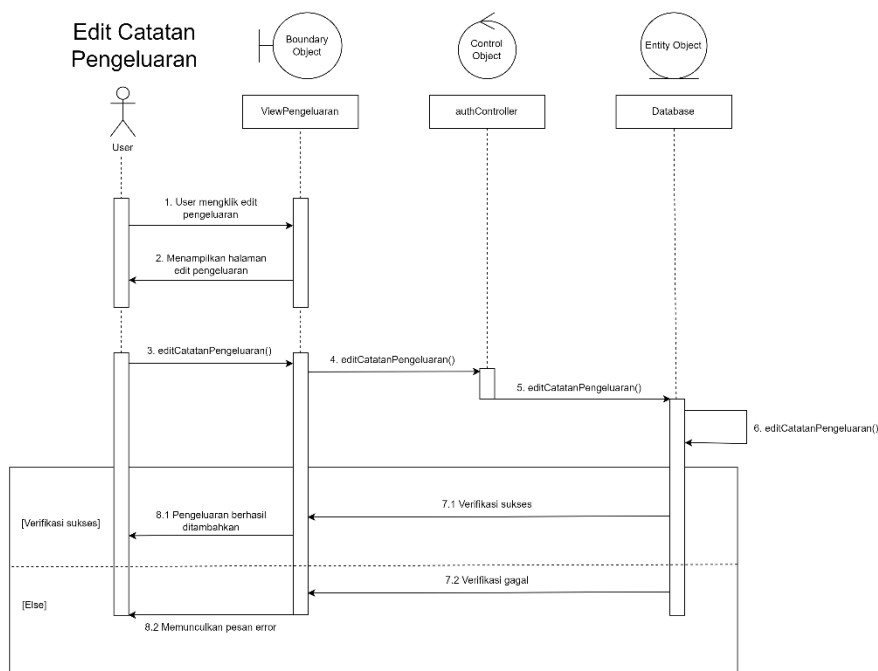 Edit Catatan
Pengeluaran
Boundary
Object
Control
Object
Entity Object
ViewPengeluaran
authController
Database
User
1. User mengklik edit
pengeluaran
2. Menampilkan halaman
edit pengeluaran
3. editCatatanPengeluaran()
4. editCatatanPengeluaran()
5. editCatatanPengeluaran()
6. editCatatanPengeluaran()
[Verifikasi sukses]
8.1 Pengeluaran berhasil
ditambahkan
7.1 Verifikasi sukses
7.2 Verifikasi gagal
[Else]
8.2 Memunculkan pesan error